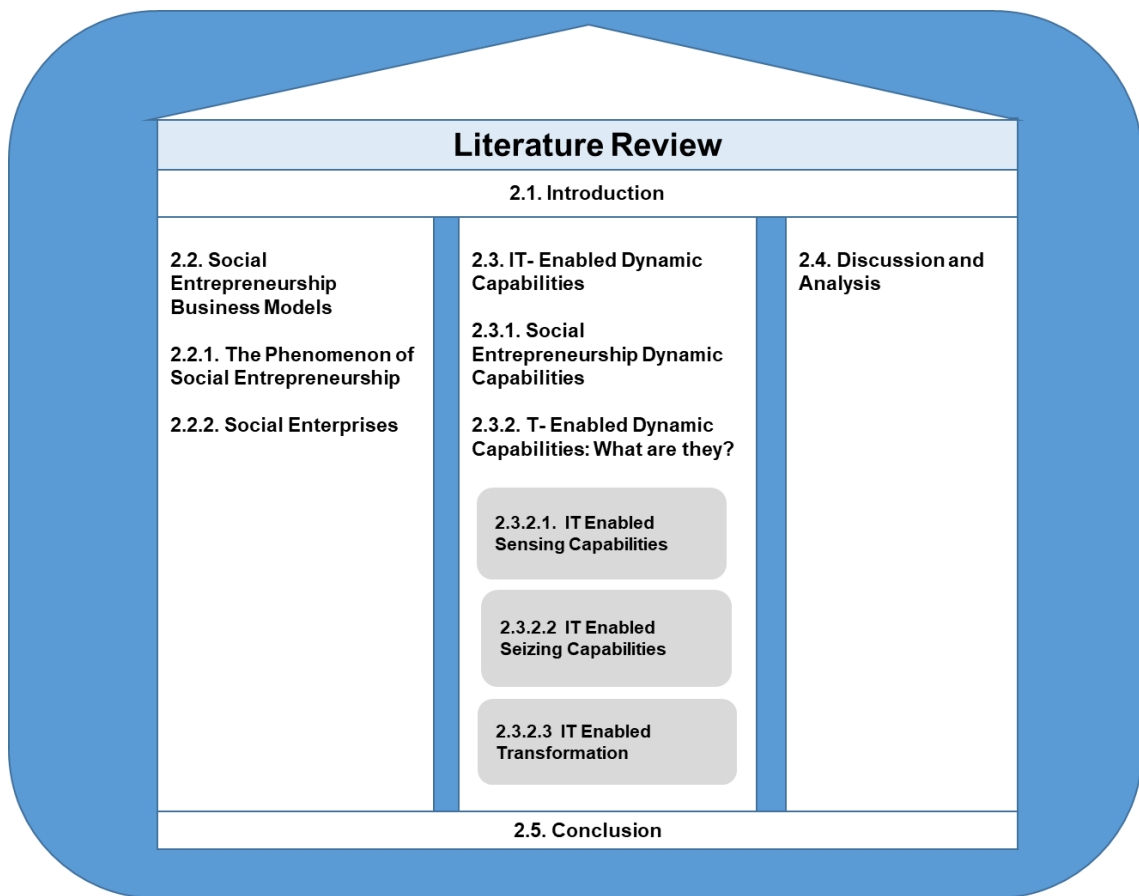 Literature Review
2.1. Introduction
2.2. Social
Entrepreneurship
Business Models
2.2.1. The Phenomenon of
Social Entrepreneurship
2.2.2. Social Enterprises
2.3. IT- Enabled Dynamic
Capabilities
2.3.1. Social
Entrepreneurship Dynamic
Capabilities
2.3.2. T- Enabled Dynamic
Capabilities: What are they?
2.3.2.1. IT Enabled
Sensing Capabilities
2.3.2.2 IT Enabled
Seizing Capabilities
2.3.2.3 IT Enabled
Transformation
2.4. Discussion and
Analysis
2.5. Conclusion